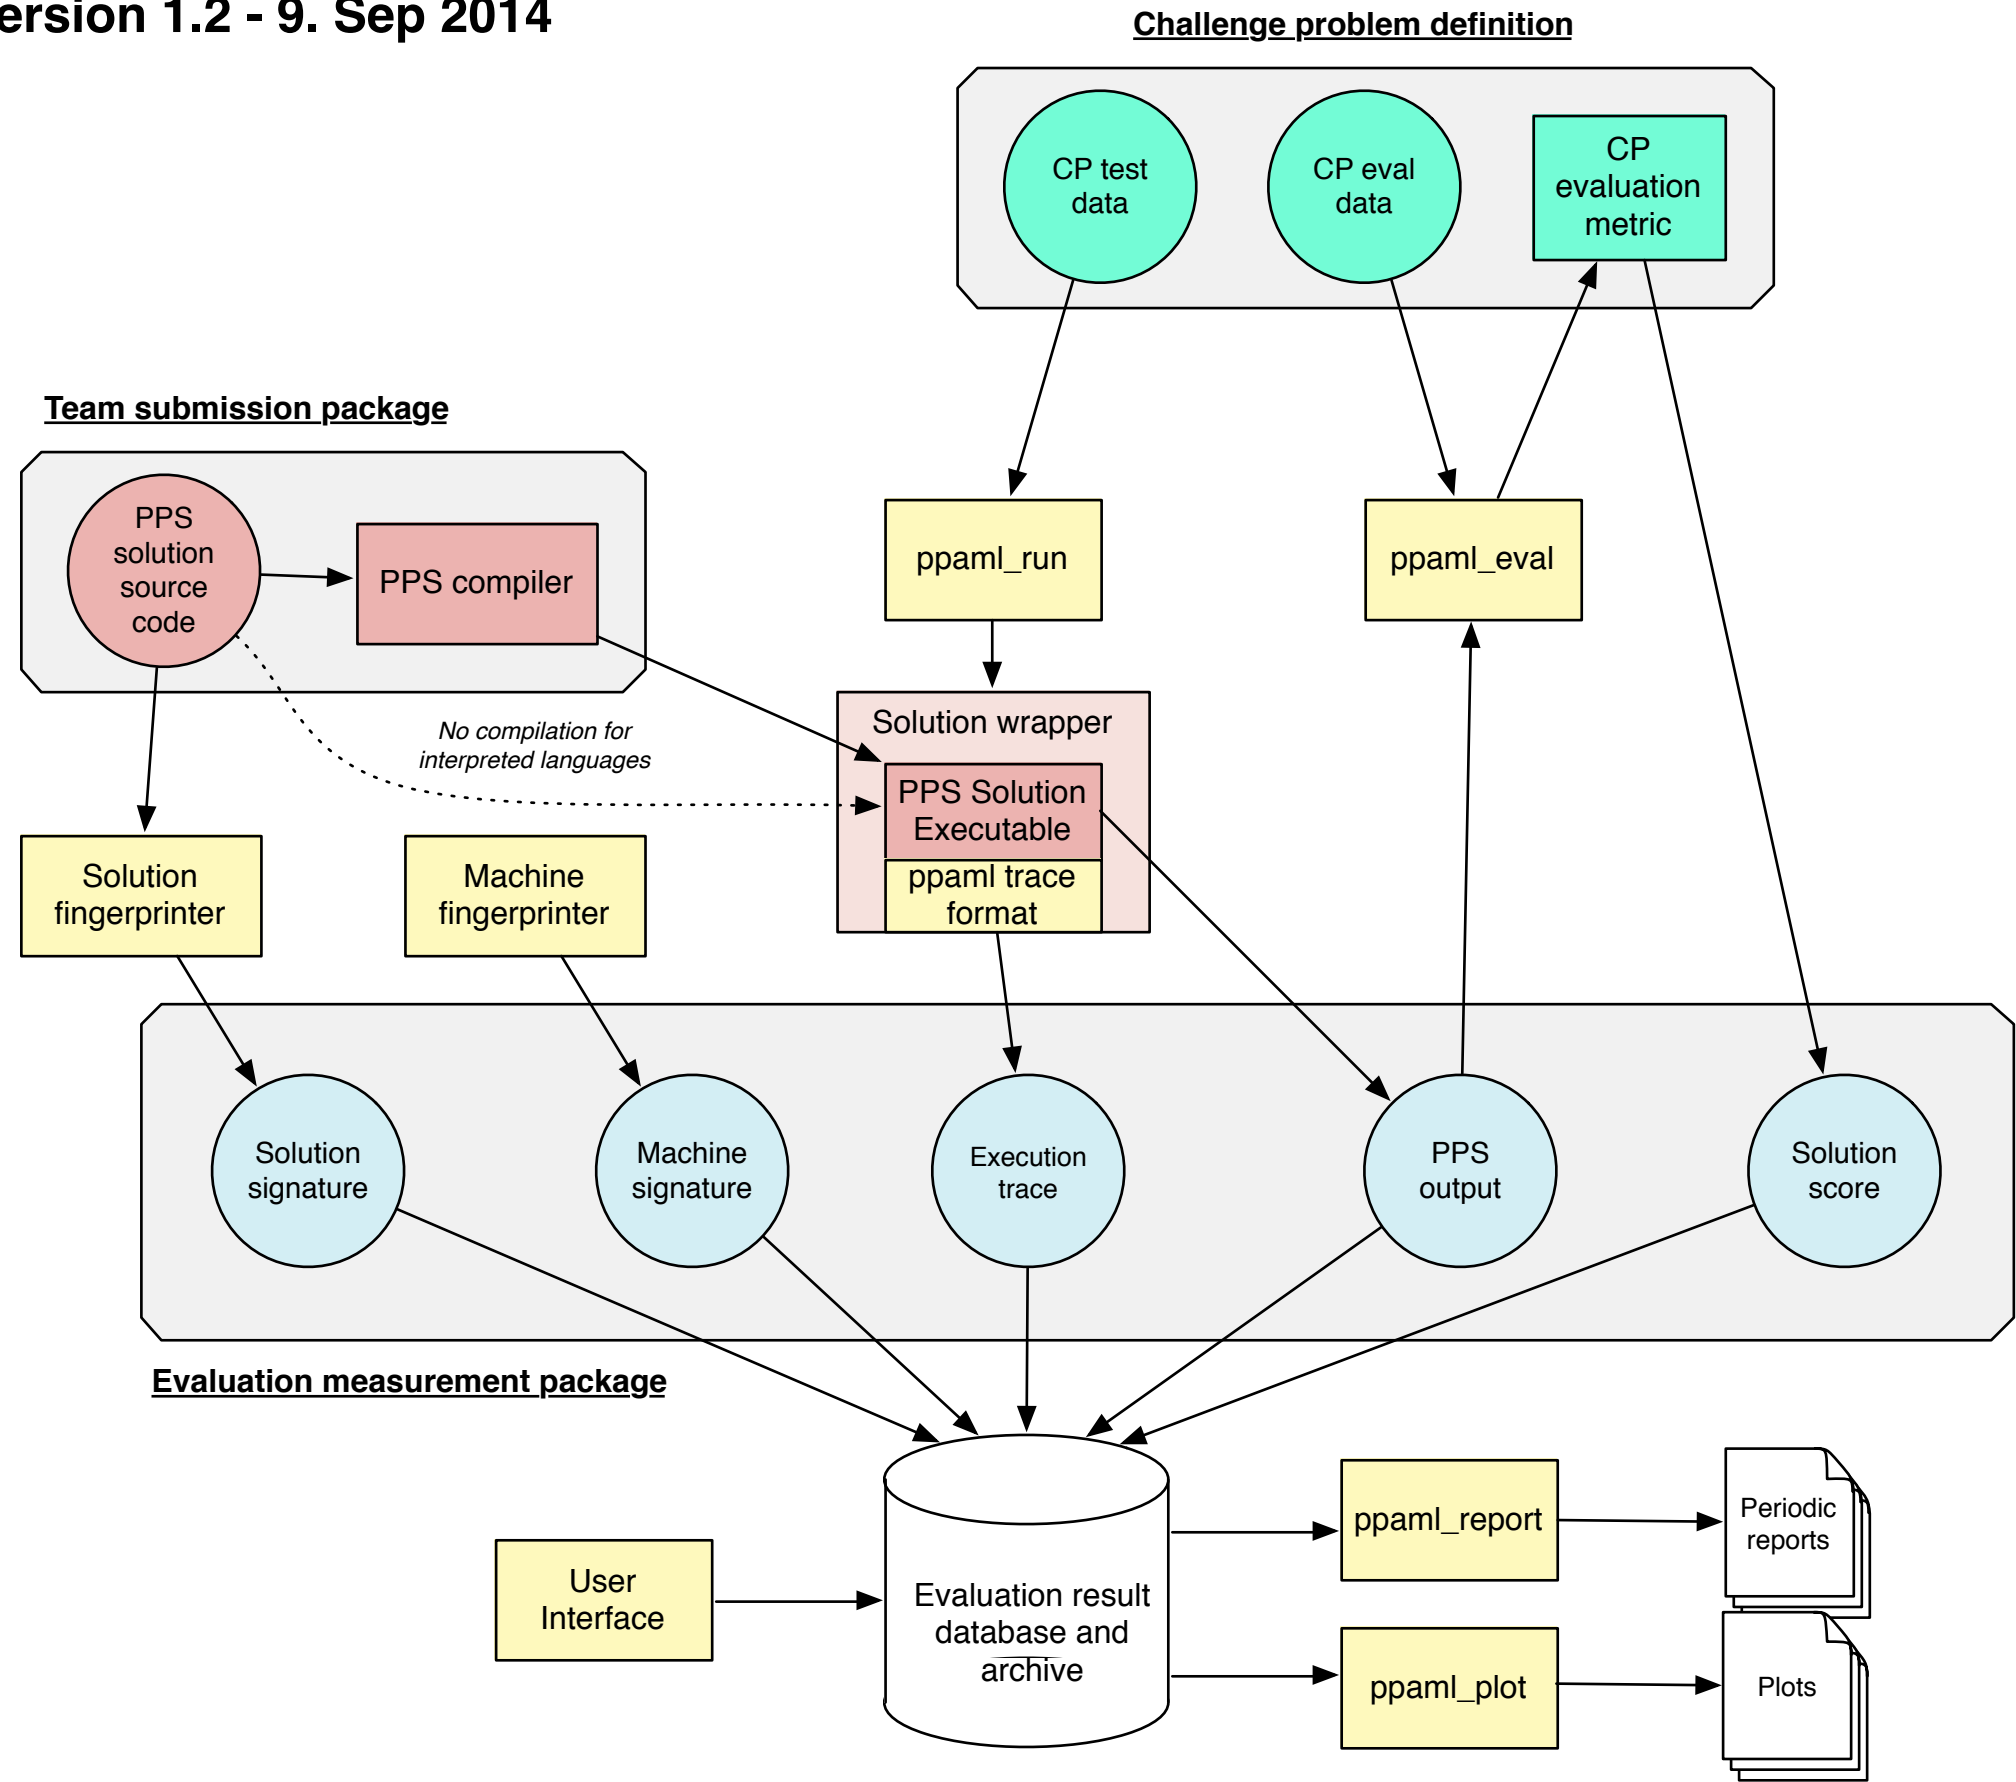 ersion 1.2 - 9. Sep 2014
Challenge problem definition
CP test
data
CP eval
data
CP
evaluation
metric
Team submission package
PPS
solution
source
code
PPS compiler
ppaml_run
ppaml_eval
No compilation for
interpreted languages
Solution wrapper
PPS Solution
Executable
ppaml trace
format
Solution
fingerprinter
Machine
fingerprinter
Solution
signature
Machine
signature
Execution
trace
PPS
output
Solution
score
Evaluation measurement package
User
Interface
Evaluation result
database and
archive
ppaml_report
Periodic
reports
ppaml_plot
Plots